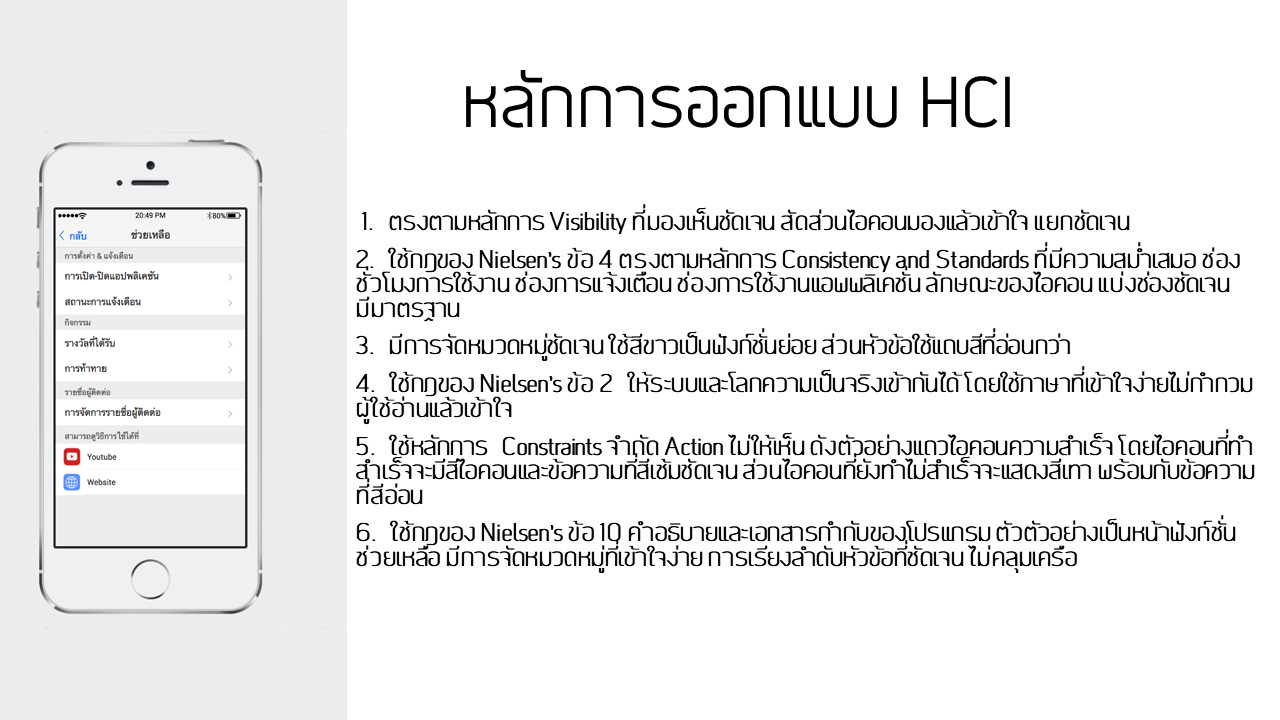 หลักการออกแบบ HCI
20:49 PM
80%
กลับ
ช่วยเหลือ
การตั้งค่า & แจ้งเตือน
การเปิด-ปิดแอปพลิเคชัน
สถานะการแจ้งเตือน
กิจกรรม
รางวัลที่ได้รับ
การท้าทาย
รายชื่อผู้ติดต่อ
การจัดการรายชื่อผู้ติดต่อ
สามารถดูวิธีการใช้ได้ที่
Youtube
Website
1. ตรงตามหลักการ Visibility ที่มองเห็นชัดเจน สัดส่วนไอคอนมองแล้วเข้าใจ แยกชัดเจน
2. ใช้กฎของ Nielsen's ข้อ 4 ตรงตามหลักการ Consistency and Standards ที่มีความสม่ำเสมอ ช่อง
ชั่วโมงการใช้งาน ช่องการแจ้งเตือน ช่องการใช้งานแอพพลิเคชั่น ลักษณะของไอคอน แบ่งช่องชัดเจน
มีมาตรฐาน
3. มีการจัดหมวดหมู่ชัดเจน ใช้สีขาวเป็นฟังก์ชั่นย่อย ส่วนหัวข้อใช้แถบสีที่อ่อนกว่า
4. ใช้กฎของ Nielsen's ข้อ 2 ให้ระบบและโลกความเป็นจริงเข้ากันได้ โดยใช้ภาษาที่เข้าใจง่ายไม่กำกวม
ผู้ใช้อ่านแล้วเข้าใจ
5. ใช้หลักการ Constraints จำกัด Action ไม่ให้เห็น ดังตัวอย่างแถวไอคอนความสำเร็จ โดยไอคอนที่ทำ
สำเร็จจะมีสีไอคอนและข้อความที่สีเข้มชัดเจน ส่วนไอคอนที่ยังทำไม่สำเร็จจะแสดงสีเทา พร้อมกับข้อความ
ที่สีอ่อน
6. ใช้กฎของ Nielsen's ข้อ 10 คำอธิบายและเอกสารกำกับของโปรแกรม ตัวตัวอย่างเป็นหน้าฟังก์ชั่น
ช่วยเหลือ มีการจัดหมวดหมู่ที่เข้าใจง่าย การเรียงลำดับหัวข้อที่ชัดเจน ไม่คลุมเครือ